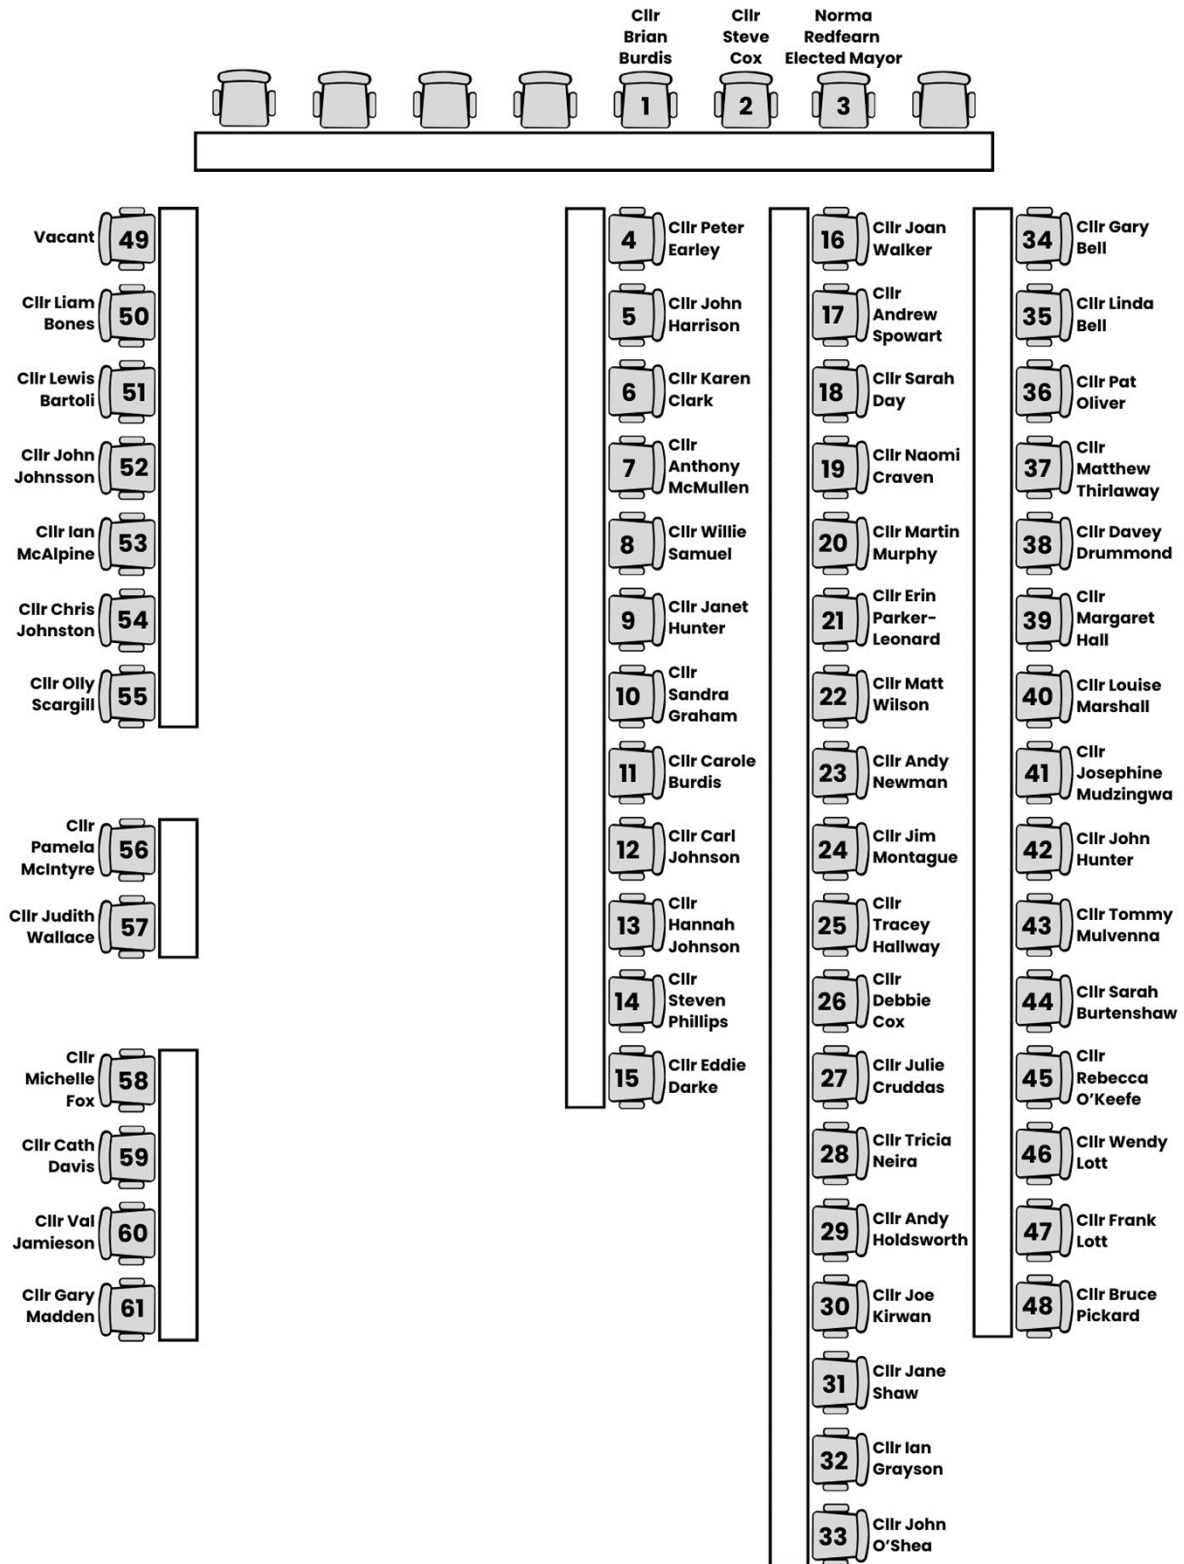 Cllr
Brian
Burdis
Cllr
Steve
Cox
Norma
Redfearn
Elected Mayor
1
2
3
Vacant
49
Cllr Liam
Bones
50
Cllr Lewis
Bartoli
51
Cllr John
Johnsson
52
Cllr Ian
McAlpine
53
Cllr Chris
Johnston
54
Cllr Olly
Scargill
55
Cllr
Pamela
McIntyre
56
Cllr Judith
Wallace
57
Cllr
Michelle
Fox
58
Cllr Cath
Davis
59
Cllr Val
Jamieson
60
Cllr Gary
Madden
61
4
Cllr Peter
Earley
5
Cllr John
Harrison
6
Cllr Karen
Clark
7
Cllr
Anthony
McMullen
8
Cllr Willie
Samuel
9
Cllr Janet
Hunter
10
Cllr
Sandra
Graham
11
Cllr Carole
Burdis
12
Cllr Carl
Johnson
13
Cllr
Hannah
Johnson
14
Cllr
Steven
Phillips
15
Cllr Eddie
Darke
16
Cllr Joan
Walker
17
Cllr
Andrew
Spowart
18
Cllr Sarah
Day
19
Cllr Naomi
Craven
20
Cllr Martin
Murphy
21
Cllr Erin
Parker-
Leonard
22
Cllr Matt
Wilson
23
Cllr Andy
Newman
24
Cllr Jim
Montague
25
Cllr
Tracey
Hallway
26
Cllr
Debbie
Cox
27
Cllr Julie
Cruddas
28
Cllr Tricia
Neira
29
Cllr Andy
Holdsworth
30
Cllr Joe
Kirwan
31
Cllr Jane
Shaw
32
Cllr Ian
Grayson
33
Cllr John
O'Shea
34
Cllr Gary
Bell
35
Cllr Linda
Bell
36
Cllr Pat
Oliver
37
Cllr
Matthew
Thirlaway
38
Cllr Davey
Drummond
39
Cllr
Margaret
Hall
40
Cllr Louise
Marshall
41
Cllr
Josephine
Mudzingwa
42
Cllr John
Hunter
43
Cllr Tommy
Mulvenna
44
Cllr Sarah
Burtenshaw
45
Cllr
Rebecca
O'Keefe
46
Cllr Wendy
Lott
47
Cllr Frank
Lott
48
Cllr Bruce
Pickard